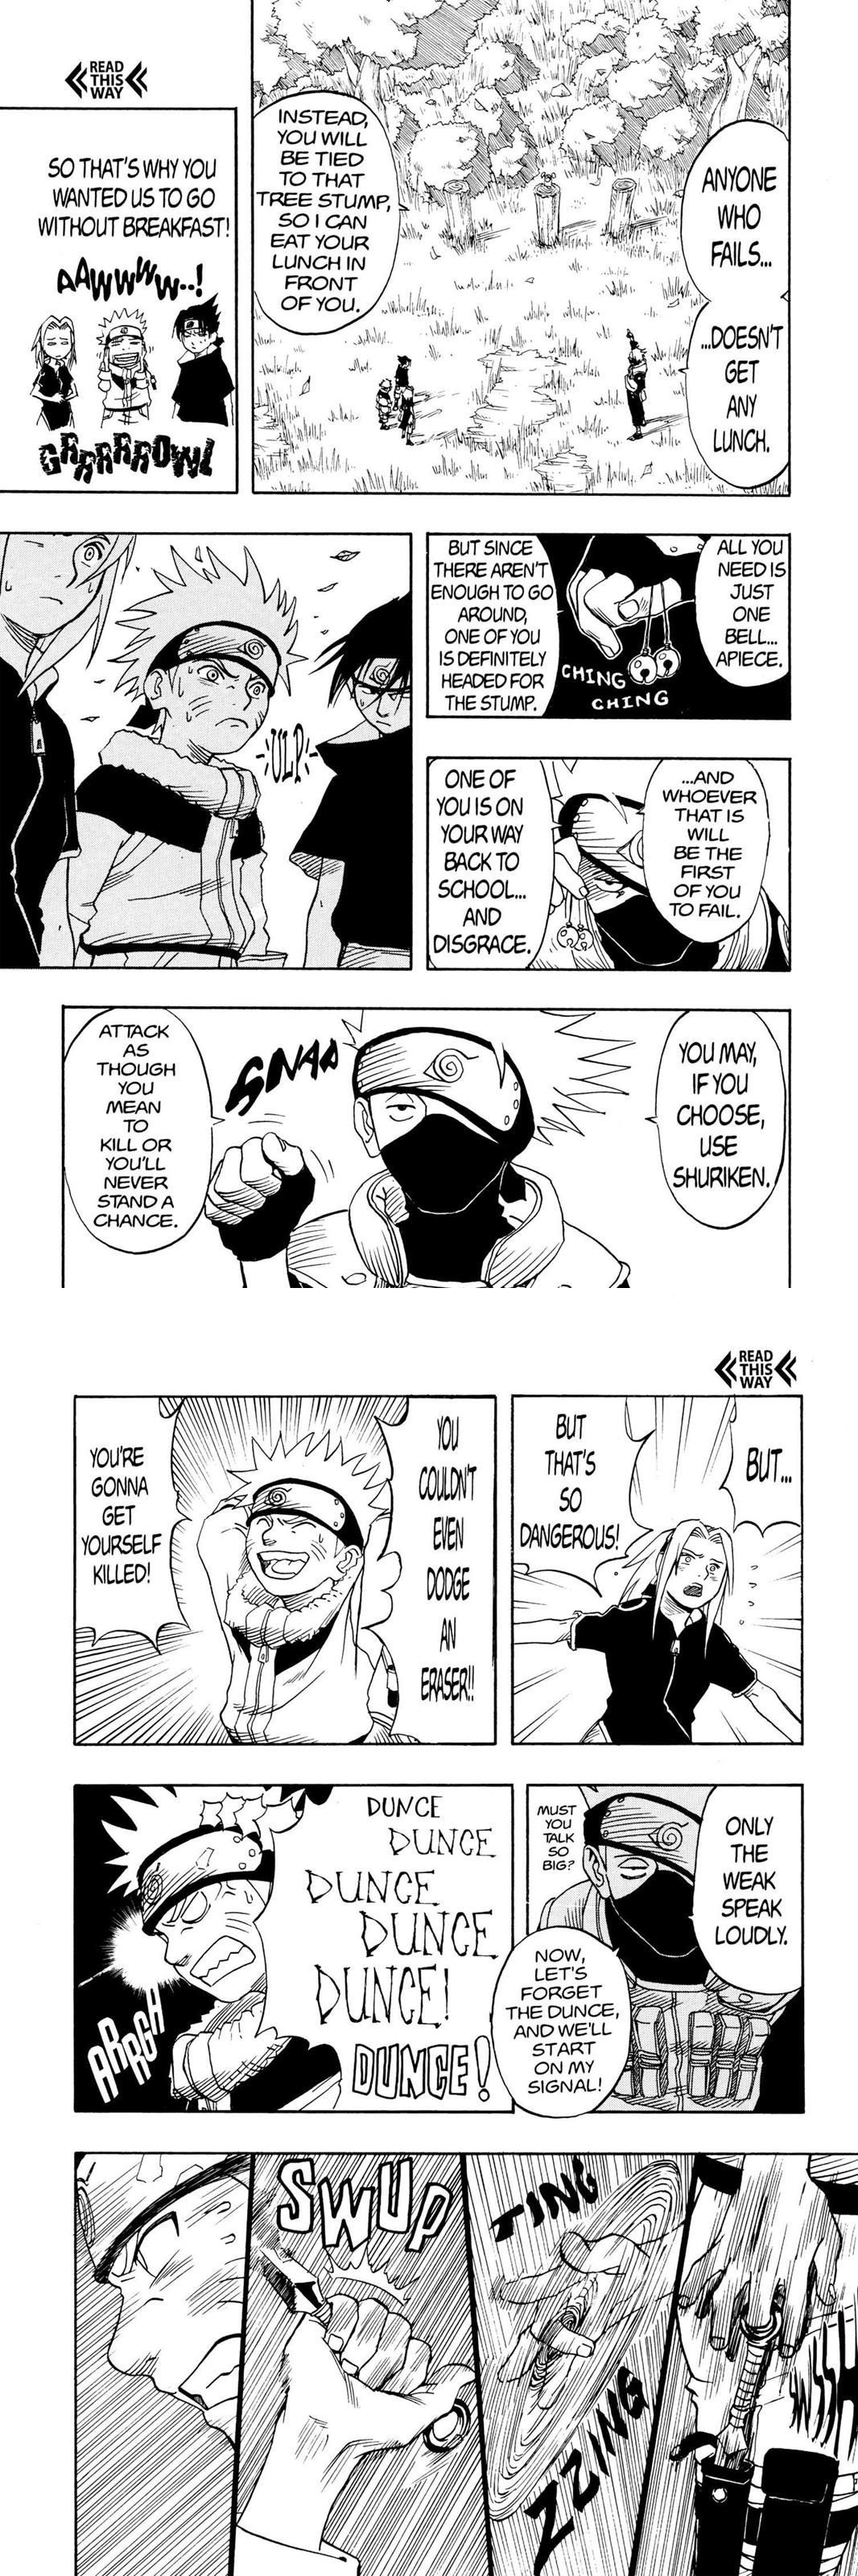 READ
THIS
WAY
ANYONE
WHO
FAILS...
...DOESN'T
GET
ANY
LUNCH.
INSTEAD,
YOU WILL
BE TIED
TO THAT
TREE STUMP,
SO I CAN
EAT YOUR
LUNCH IN
FRONT
OF YOU.
SO THAT'S WHY YOU
WANTED US TO GO
WITHOUT BREAKFAST!
AAWWWW..!
GRRRRROWL
ALL YOU
NEED IS
JUST
ONE
BELL...
APIECE.
CHING
CHING
BUT SINCE
THERE AREN'T
ENOUGH TO GO
AROUND,
ONE OF YOU
IS DEFINITELY
HEADED FOR
THE STUMP.
...AND
WHOEVER
THAT IS
WILL
BE THE
FIRST
OF YOU
TO FAIL.
ONE OF
YOU IS ON
YOUR WAY
BACK TO
SCHOOL...
AND
DISGRACE.
ULP
YOU MAY,
IF YOU
CHOOSE,
USE
SHURIKEN.
ATTACK
AS
THOUGH
YOU
MEAN
TO
KILL OR
YOU'LL
NEVER
STAND A
CHANCE.
READ
THIS
WAY
BUT...
BUT
THAT'S
SO
DANGEROUS!
YOU
COULDN'T
EVEN
DODGE
AN
ERASER!!
YOU'RE
GONNA
GET
YOURSELF
KILLED!
ONLY
THE
WEAK
SPEAK
LOUDLY.
MUST
YOU
TALK
SO
BIG?
NOW,
LET'S
FORGET
THE DUNCE,
AND WE'LL
START
ON MY
SIGNAL!
DUNCE
DUNCE
DUNCE
DUNCE
DUNCE!
DUNCE!
ARRGH
TING
ZZING
SWUP